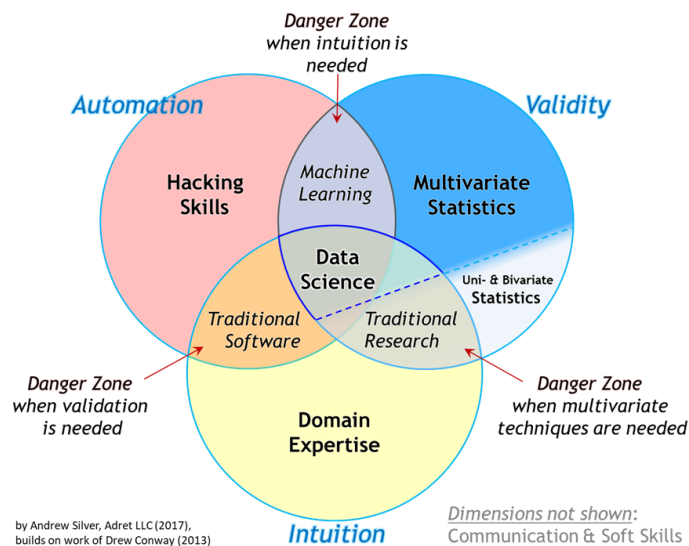 Danger Zone
when intuition is
needed
Automation
Validity
Machine
Learning
Hacking
Skills
Multivariate
Statistics
Data
Science
Uni- & Bivariate
Statistics
Traditional
Software
Traditional
Research
Danger Zone
when validation
is needed
Danger Zone
when multivariate
techniques are needed
Domain
Expertise
Intuition
by Andrew Silver, Adret LLC (2017),
builds on work of Drew Conway (2013)
Dimensions not shown:
Communication & Soft Skills